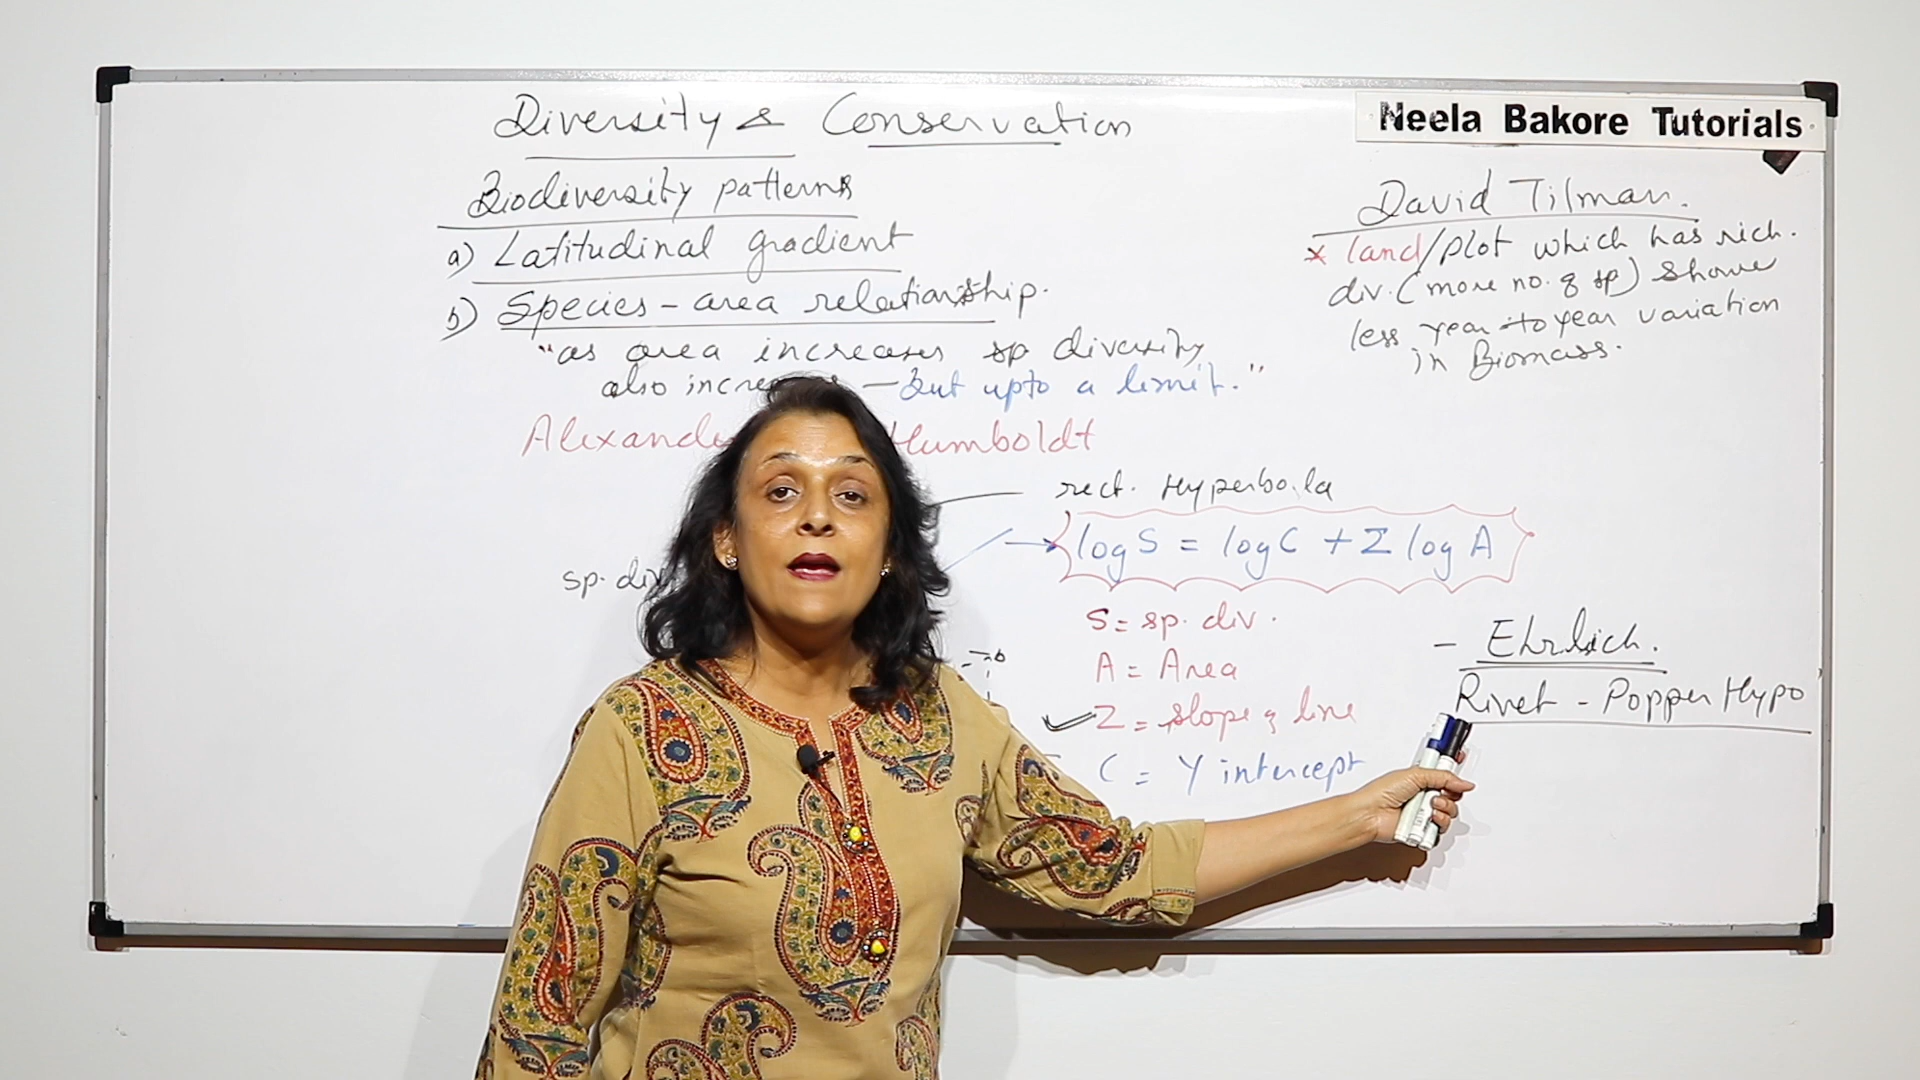 Diversity & Conservation
Neela Bakore Tutorials
Biodiversity patterns
a) Latitudinal gradient
b) Species - area relationship.
"as area increases sp diversity
also incre — But upto a limit."
Alexande Humboldt
rect. Hyperbola
log S = log C + Z log A
sp. div
S = sp. div.
A = Area
Z = slope of line
C = Y intercept
David Tilman.
* land/plot which has rich.
div. (more no. of sp) shows
less year to year variation
in Biomass.
- Ehrlich.
Rivet - Popper Hypo